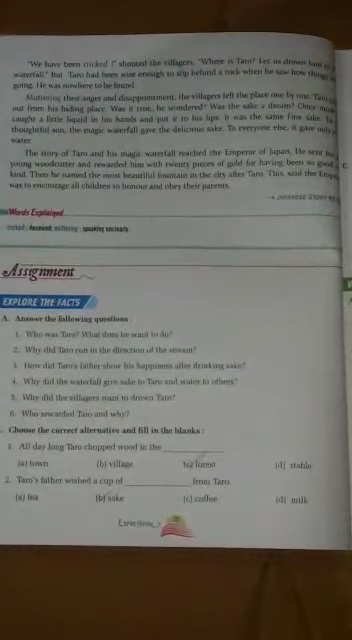 "We have been tricked !" shouted the villagers. "Where is Taro? Let us drown him
waterfall." But Taro had been wise enough to slip behind a rock when he saw how things
going. He was nowhere to be found.
Muttering their anger and disappointment, the villagers left the place one by one. Taro
out from his hiding place. Was it true, he wondered? Was the sake a dream? Once more
caught a little liquid in his hands and put it to his lips. It was the same fine sake. To
thoughtful son, the magic waterfall gave the delicious sake. To everyone else, it gave only
water.
The story of Taro and his magic waterfall reached the Emperor of Japan. He sent
young woodcutter and rewarded him with twenty pieces of gold for having been so good
kind. Then he named the most beautiful fountain in the city after Taro. This, said the
was to encourage all children to honour and obey their parents.
—A JAPANESE STORY
Words Explained
tricked : deceived; muttering : speaking unclearly.
Assignment
EXPLORE THE FACTS
A. Answer the following questions :
1. Who was Taro? What does he want to do?
2. Why did Taro run in the direction of the stream?
3. How did Taro's father show his happiness after drinking sake?
4. Why did the waterfall give sake to Taro and water to others?
5. Why did the villagers want to drown Taro?
6. Who rewarded Taro and why?
Choose the correct alternative and fill in the blanks :
1. All day long Taro chopped wood in the
(a) town (b) village (c) forest (d) stable
2. Taro's father wished a cup of from Taro.
(a) tea (b) sake (c) coffee (d) milk